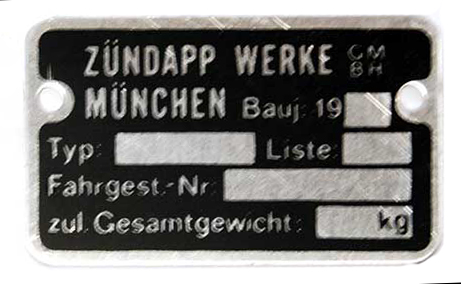 ZÜNDAPP WERKE GMBH
MÜNCHEN Bauj. 19
Typ: Liste:
Fahrgest.-Nr.
zul. Gesamtgewicht: kg